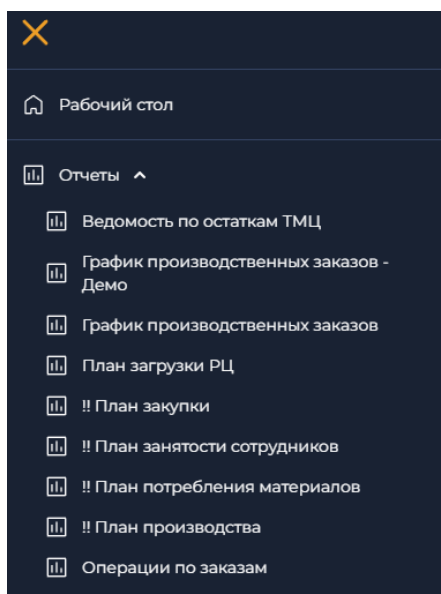 Рабочий стол
Отчеты
Ведомость по остаткам ТМЦ
График производственных заказов -
Демо
График производственных заказов
План загрузки РЦ
!! План закупки
!! План занятости сотрудников
!! План потребления материалов
!! План производства
Операции по заказам